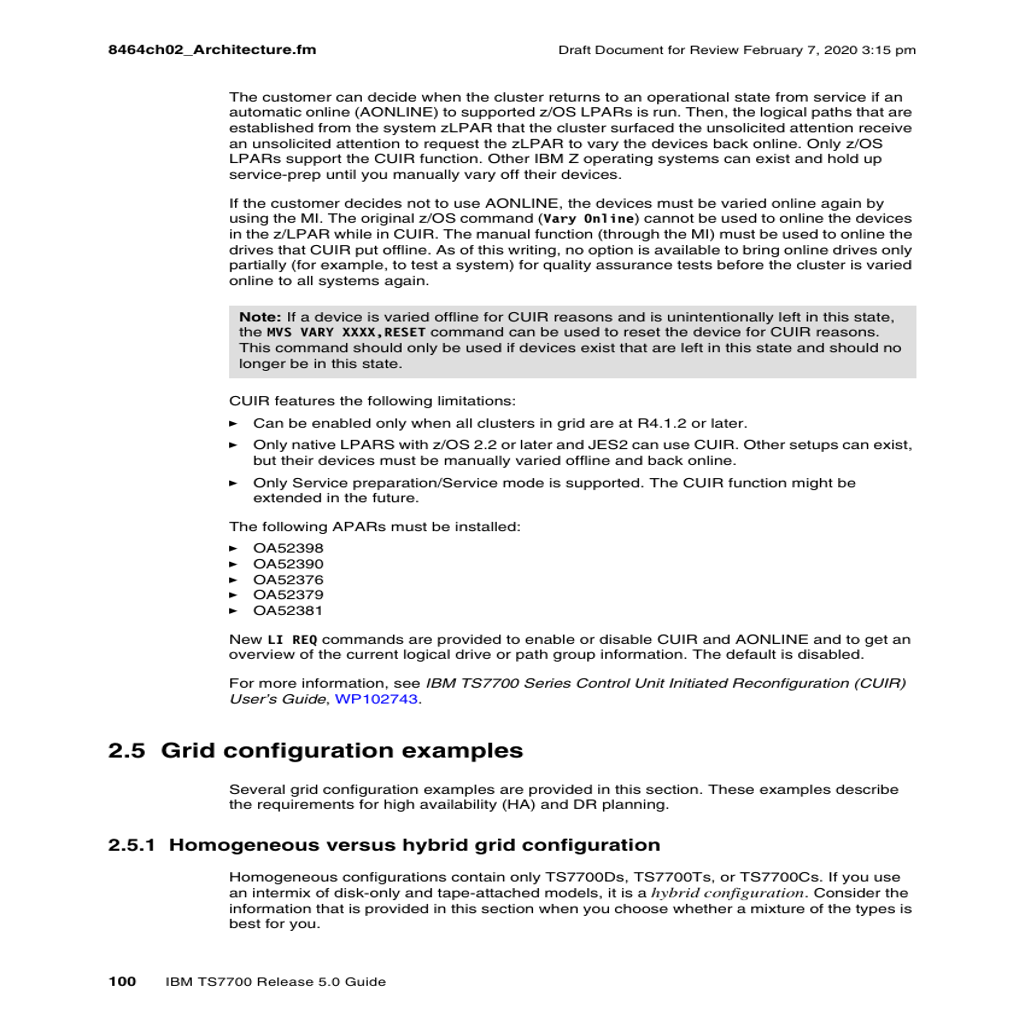 8464ch02_Architecture.fm
Draft Document for Review February 7, 2020 3:15 pm
The customer can decide when the cluster returns to an operational state from service if an
automatic online (AONLINE) to supported z/OS LPARs is run. Then, the logical paths that are
established from the system zLPAR that the cluster surfaced the unsolicited attention receive
an unsolicited attention to request the zLPAR to vary the devices back online. Only z/OS
LPARs support the CUIR function. Other IBM Z operating systems can exist and hold up
service-prep until you manually vary off their devices.
If the customer decides not to use AONLINE, the devices must be varied online again by
using the MI. The original z/OS command (Vary Online) cannot be used to online the devices
in the z/LPAR while in CUIR. The manual function (through the MI) must be used to online the
drives that CUIR put offline. As of this writing, no option is available to bring online drives only
partially (for example, to test a system) for quality assurance tests before the cluster is varied
online to all systems again.
Note: If a device is varied offline for CUIR reasons and is unintentionally left in this state,
the MVS VARY XXXX,RESET command can be used to reset the device for CUIR reasons.
This command should only be used if devices exist that are left in this state and should no
longer be in this state.
CUIR features the following limitations:
► Can be enabled only when all clusters in grid are at R4.1.2 or later.
► Only native LPARS with z/OS 2.2 or later and JES2 can use CUIR. Other setups can exist,
but their devices must be manually varied offline and back online.
► Only Service preparation/Service mode is supported. The CUIR function might be
extended in the future.
The following APARs must be installed:
► OA52398
► OA52390
► OA52376
► OA52379
► OA52381
New LI REQ commands are provided to enable or disable CUIR and AONLINE and to get an
overview of the current logical drive or path group information. The default is disabled.
For more information, see IBM TS7700 Series Control Unit Initiated Reconfiguration (CUIR)
User's Guide, WP102743.
2.5 Grid configuration examples
Several grid configuration examples are provided in this section. These examples describe
the requirements for high availability (HA) and DR planning.
2.5.1 Homogeneous versus hybrid grid configuration
Homogeneous configurations contain only TS7700Ds, TS7700Ts, or TS7700Cs. If you use
an intermix of disk-only and tape-attached models, it is a hybrid configuration. Consider the
information that is provided in this section when you choose whether a mixture of the types is
best for you.
100 IBM TS7700 Release 5.0 Guide